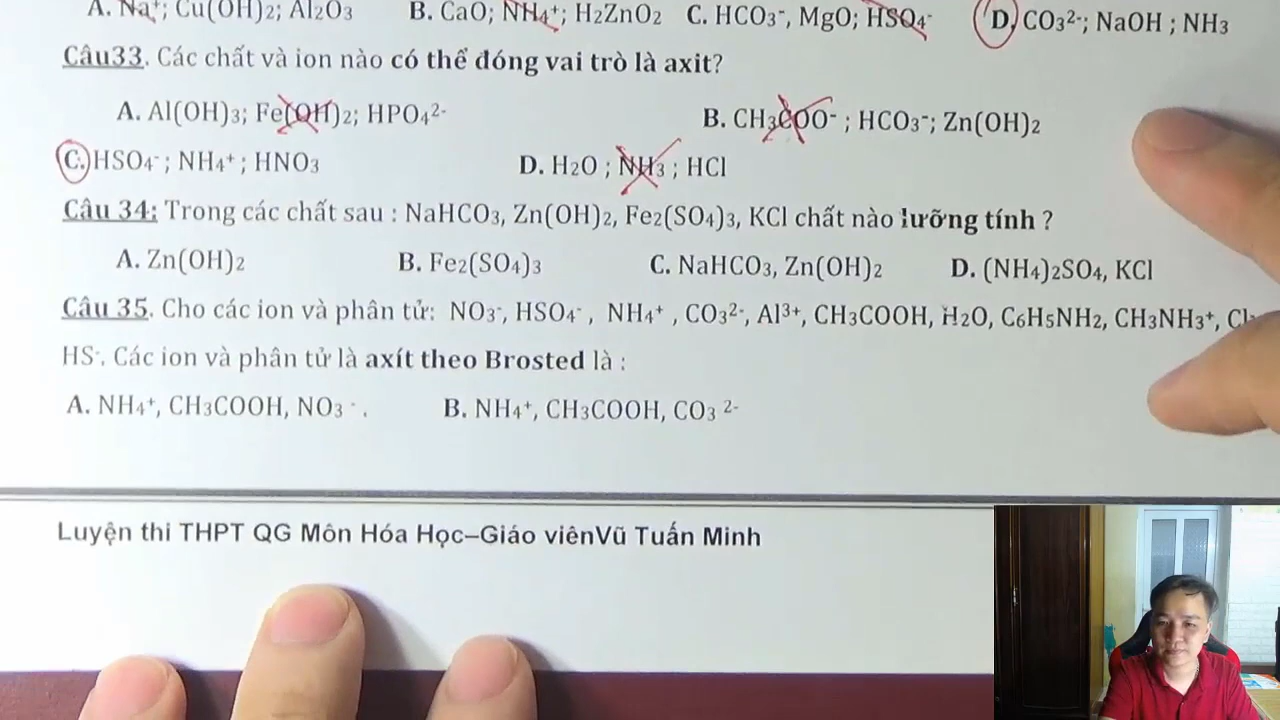 A. Na⁺; Cu(OH)₂; Al₂O₃ B. CaO; NH₄⁺; H₂ZnO₂ C. HCO₃⁻, MgO; HSO₄⁻ D. CO₃²⁻; NaOH ; NH₃
Câu33. Các chất và ion nào có thể đóng vai trò là axit?
A. Al(OH)₃; Fe(OH)₂; HPO₄²⁻ B. CH₃COO⁻ ; HCO₃⁻; Zn(OH)₂
C. HSO₄⁻ ; NH₄⁺ ; HNO₃ D. H₂O ; NH₃ ; HCl
Câu 34: Trong các chất sau : NaHCO₃, Zn(OH)₂, Fe₂(SO₄)₃, KCl chất nào lưỡng tính ?
A. Zn(OH)₂ B. Fe₂(SO₄)₃ C. NaHCO₃, Zn(OH)₂ D. (NH₄)₂SO₄, KCl
Câu 35. Cho các ion và phân tử: NO₃⁻, HSO₄⁻ , NH₄⁺ , CO₃²⁻, Al³⁺, CH₃COOH, H₂O, C₆H₅NH₂, CH₃NH₃⁺,
HS⁻. Các ion và phân tử là axít theo Brosted là :
A. NH₄⁺, CH₃COOH, NO₃ ⁻ . B. NH₄⁺, CH₃COOH, CO₃ ²⁻
Luyện thi THPT QG Môn Hóa Học–Giáo viênVũ Tuấn Minh